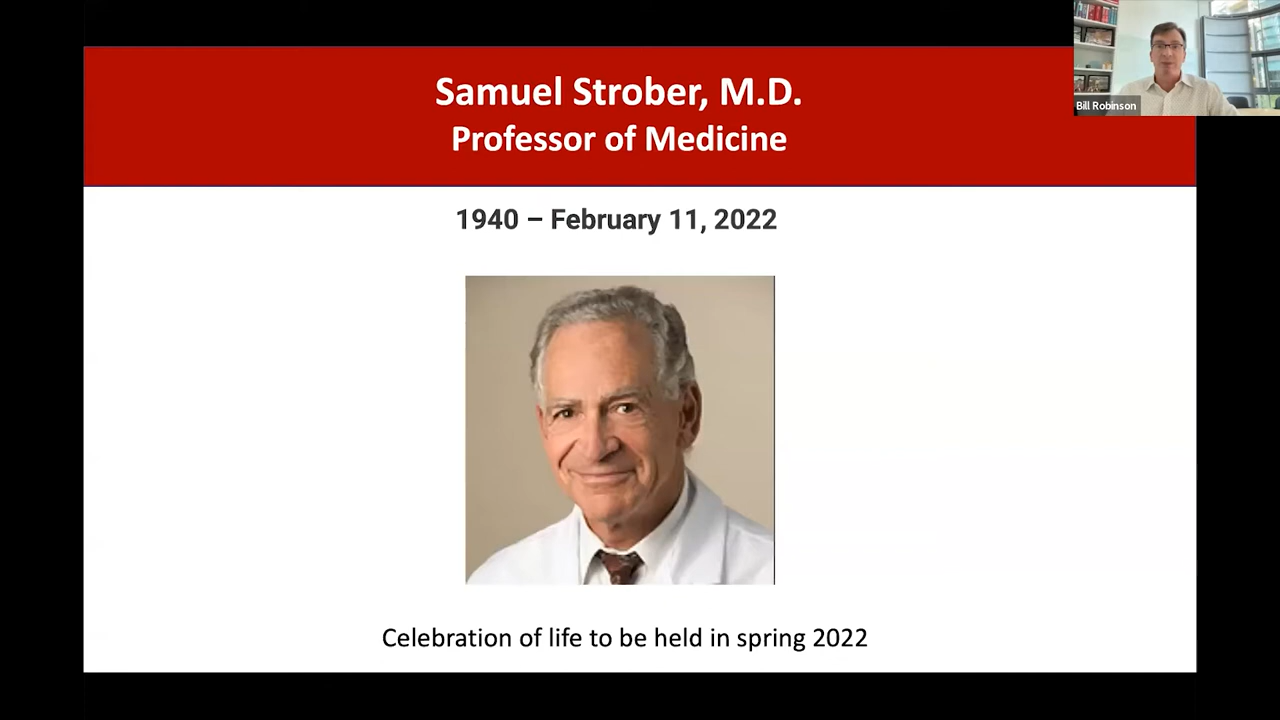 Samuel Strober, M.D.
Professor of Medicine
Bill Robinson
1940 – February 11, 2022
Celebration of life to be held in spring 2022